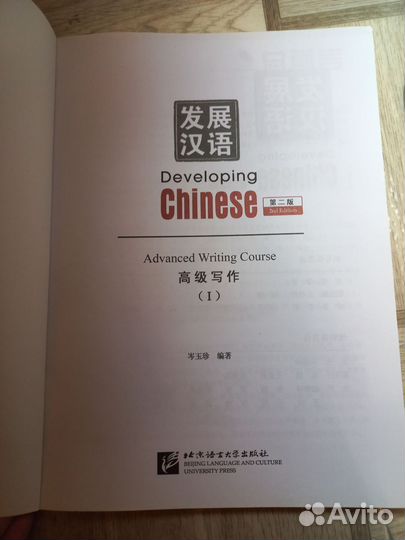 发展
汉语
Developing
Chinese 第二版
2nd Edition
Advanced Writing Course
高级写作
（I）
岑玉珍 编著
北京语言大学出版社
BEIJING LANGUAGE AND CULTURE
UNIVERSITY PRESS
Avito